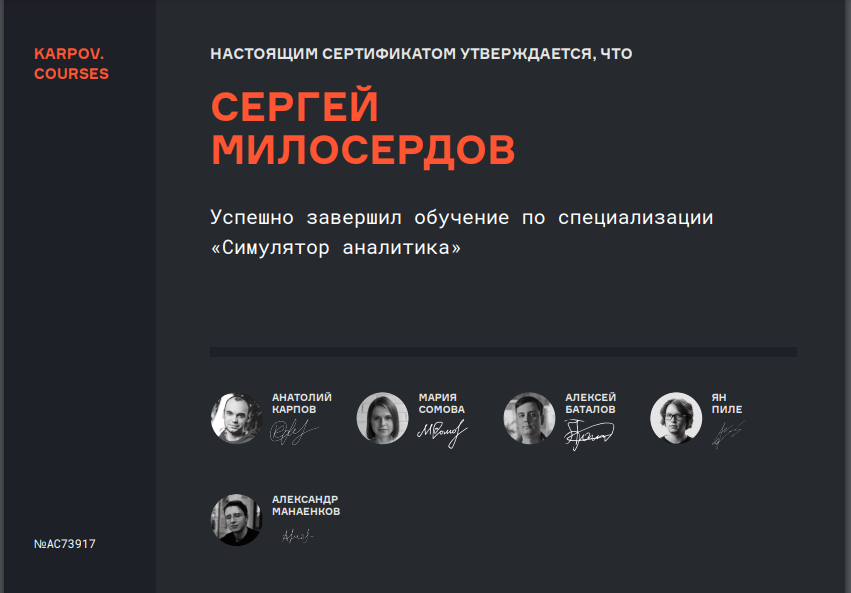 KARPOV.
COURSES
НАСТОЯЩИМ СЕРТИФИКАТОМ УТВЕРЖДАЕТСЯ, ЧТО
СЕРГЕЙ
МИЛОСЕРДОВ
Успешно завершил обучение по специализации
«Симулятор аналитика»
АНАТОЛИЙ
КАРПОВ
МАРИЯ
СОМОВА
АЛЕКСЕЙ
БАТАЛОВ
ЯН
ПИЛЕ
АЛЕКСАНДР
МАНАЕНКОВ
№AC73917